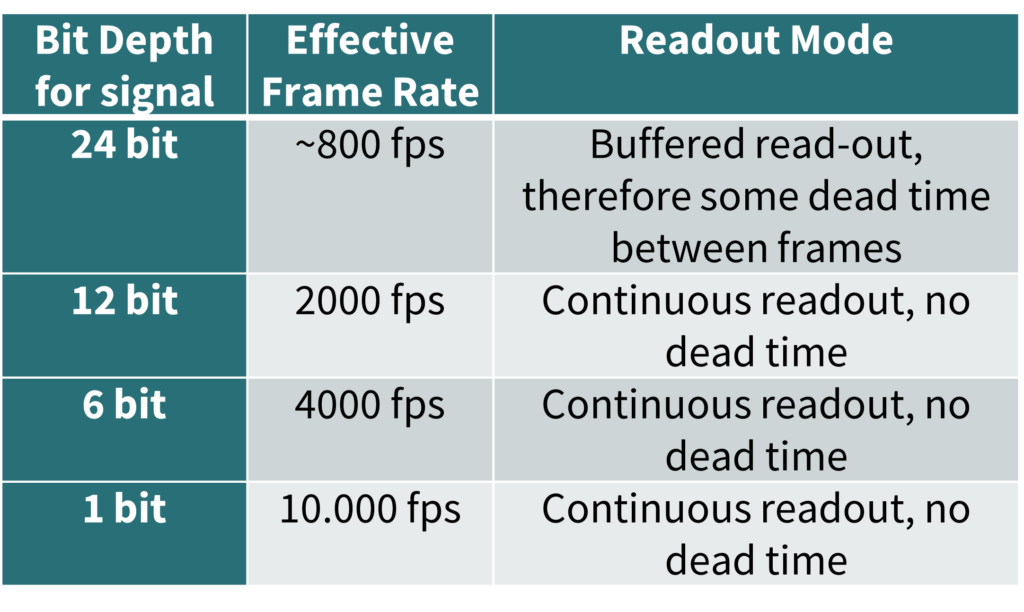 Bit Depth
for signal
Effective
Frame Rate
Readout Mode
24 bit
~800 fps
Buffered read-out,
therefore some dead time
between frames
12 bit
2000 fps
Continuous readout, no
dead time
6 bit
4000 fps
Continuous readout, no
dead time
1 bit
10.000 fps
Continuous readout, no
dead time